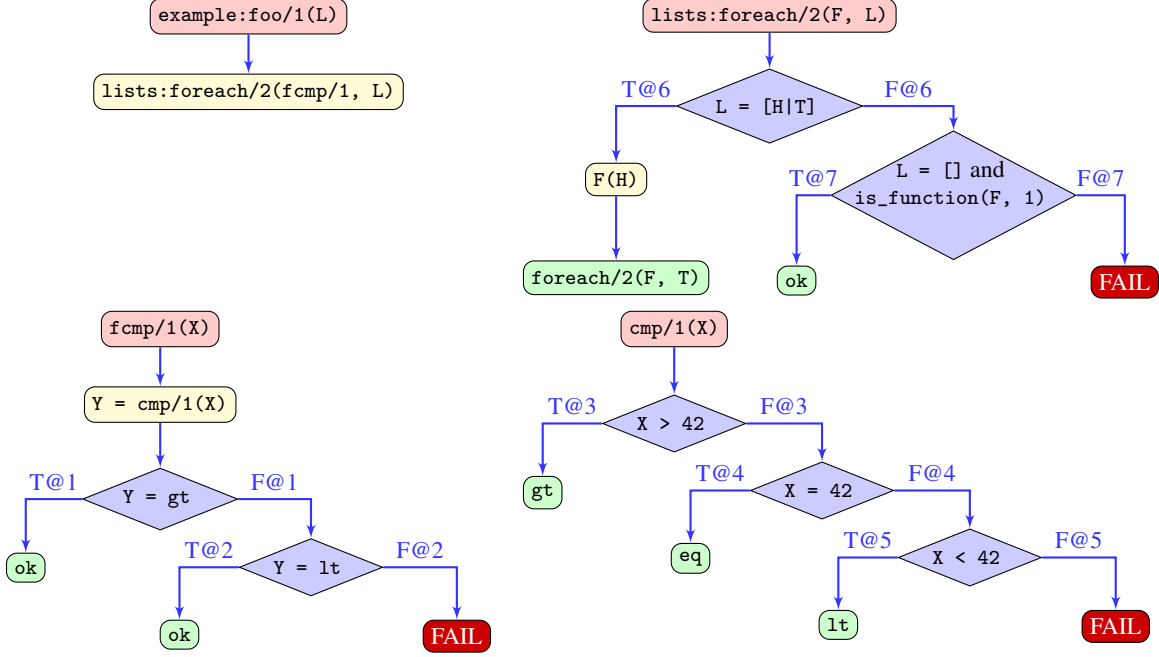 example:foo/1(L)
lists:foreach/2(fcmp/1, L)
lists:foreach/2(F, L)
T@6
L = [H|T]
F@6
F(H)
foreach/2(F, T)
T@7
L = [] and
is_function(F, 1)
F@7
ok
FAIL
fcmp/1(X)
Y = cmp/1(X)
T@1
Y = gt
F@1
ok
T@2
Y = lt
F@2
ok
FAIL
cmp/1(X)
T@3
X > 42
F@3
gt
T@4
X = 42
F@4
eq
T@5
X < 42
F@5
lt
FAIL